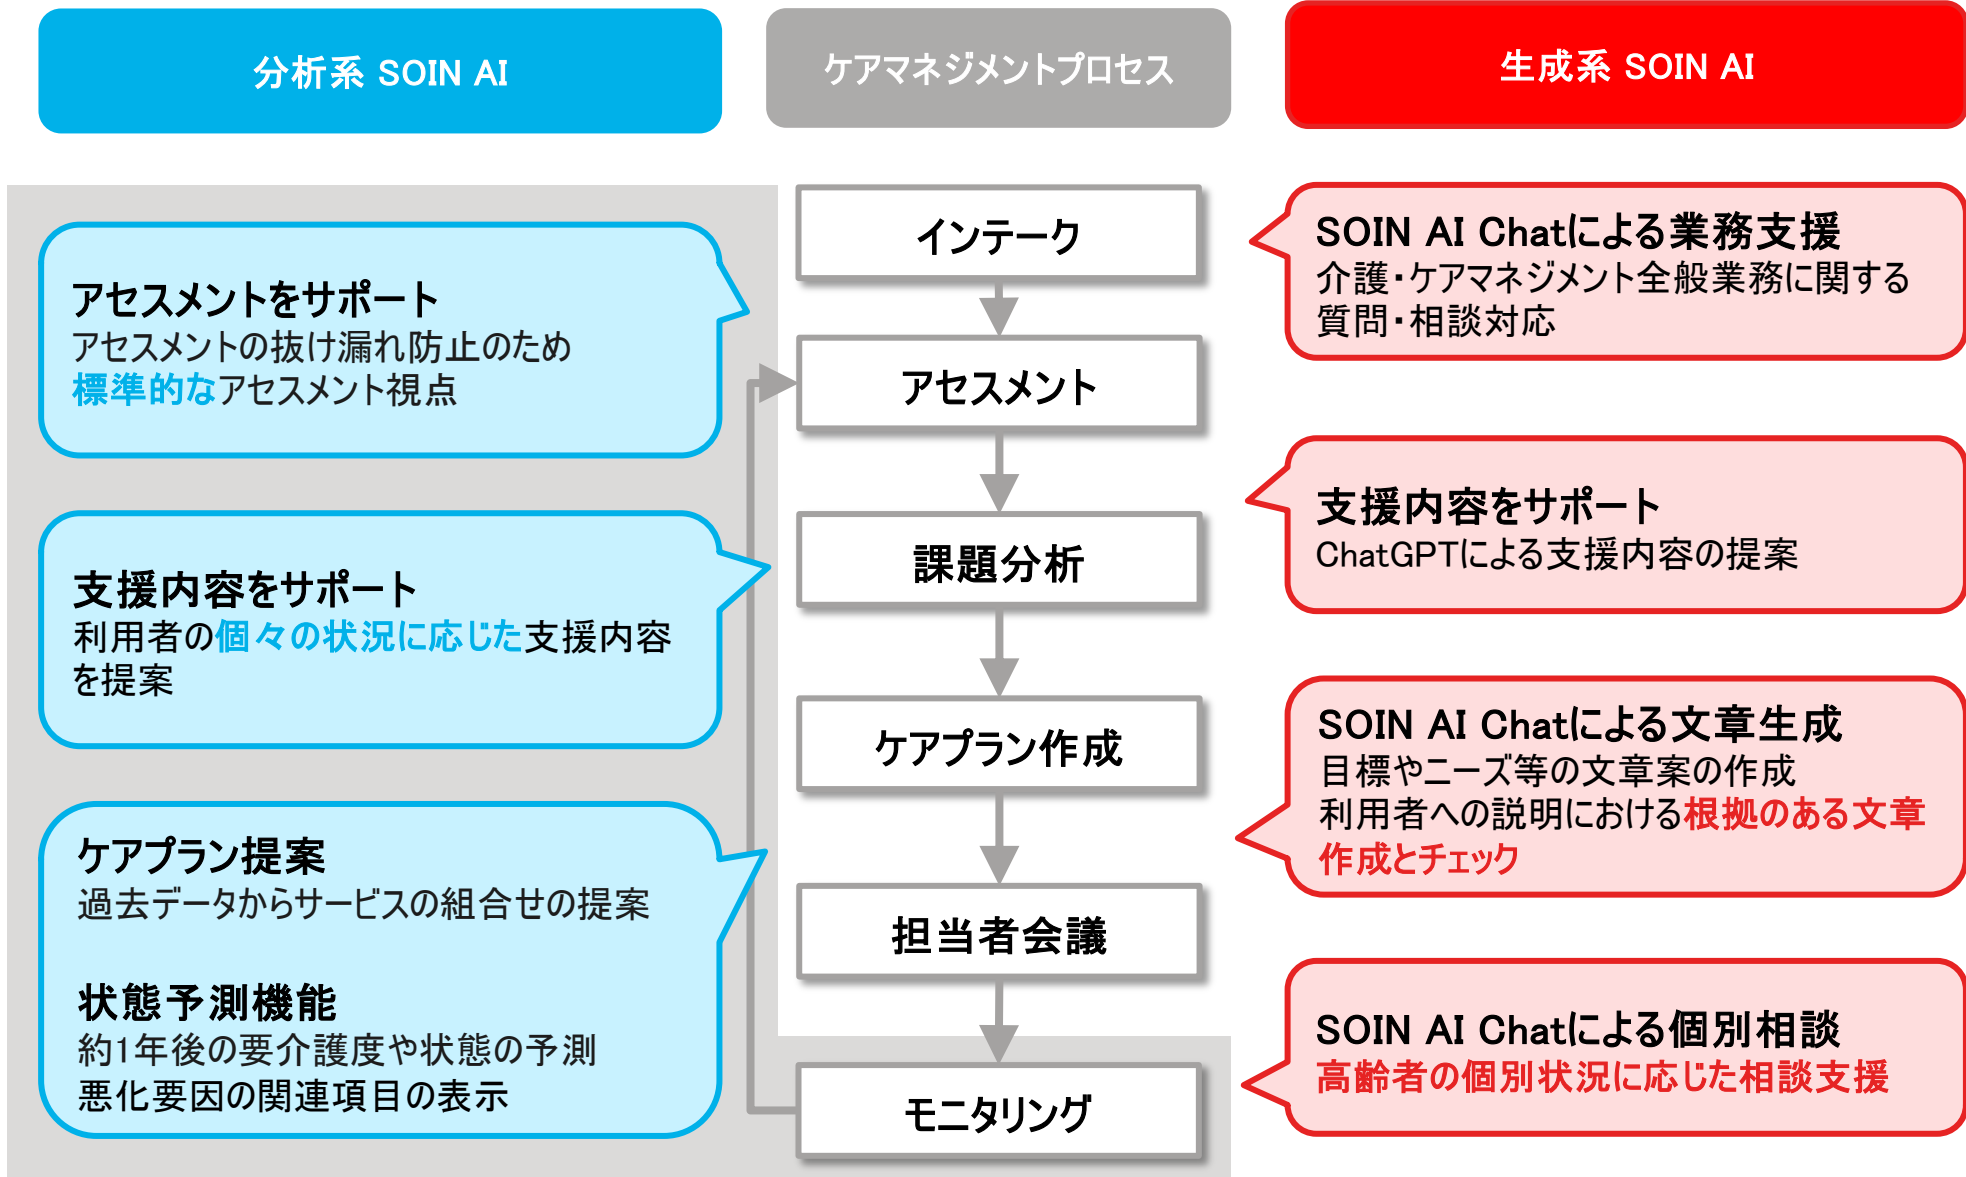 分析系 SOIN AI
ケアマネジメントプロセス
生成系 SOIN AI
アセスメントをサポート
アセスメントの抜け漏れ防止のため
標準的なアセスメント視点
支援内容をサポート
利用者の個々の状況に応じた支援内容
を提案
ケアプラン提案
過去データからサービスの組合せの提案
状態予測機能
約1年後の要介護度や状態の予測
悪化要因の関連項目の表示
インテーク
アセスメント
課題分析
ケアプラン作成
担当者会議
モニタリング
SOIN AI Chatによる業務支援
介護・ケアマネジメント全般業務に関する
質問・相談対応
支援内容をサポート
ChatGPTによる支援内容の提案
SOIN AI Chatによる文章生成
目標やニーズ等の文章案の作成
利用者への説明における根拠のある文章
作成とチェック
SOIN AI Chatによる個別相談
高齢者の個別状況に応じた相談支援